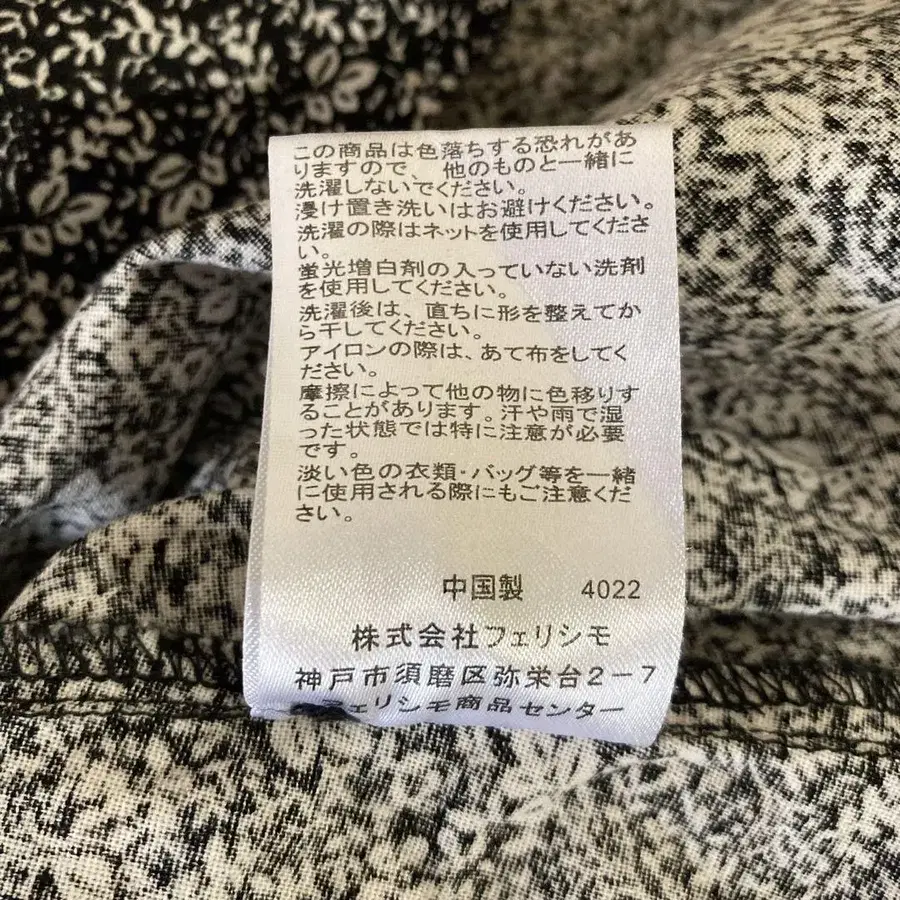 この商品は色落ちする恐れがあ
りますので、他のものと一緒に
洗濯しないでください。
浸け置き洗いはお避けください。
洗濯の際はネットを使用してくださ
い。
蛍光増白剤の入っていない洗剤
を使用してください。
洗濯後は、直ちに形を整えてか
ら干してください。
アイロンの際は、あて布をしてく
ださい。
摩擦によって他の物に色移りす
ることがあります。汗や雨で湿
った状態では特に注意が必要
です。
淡い色の衣類・バッグ等を一緒
に使用される際にもご注意くだ
さい。
中国製 4022
株式会社フェリシモ
神戸市須磨区弥栄台2-7
フェリシモ商品センター